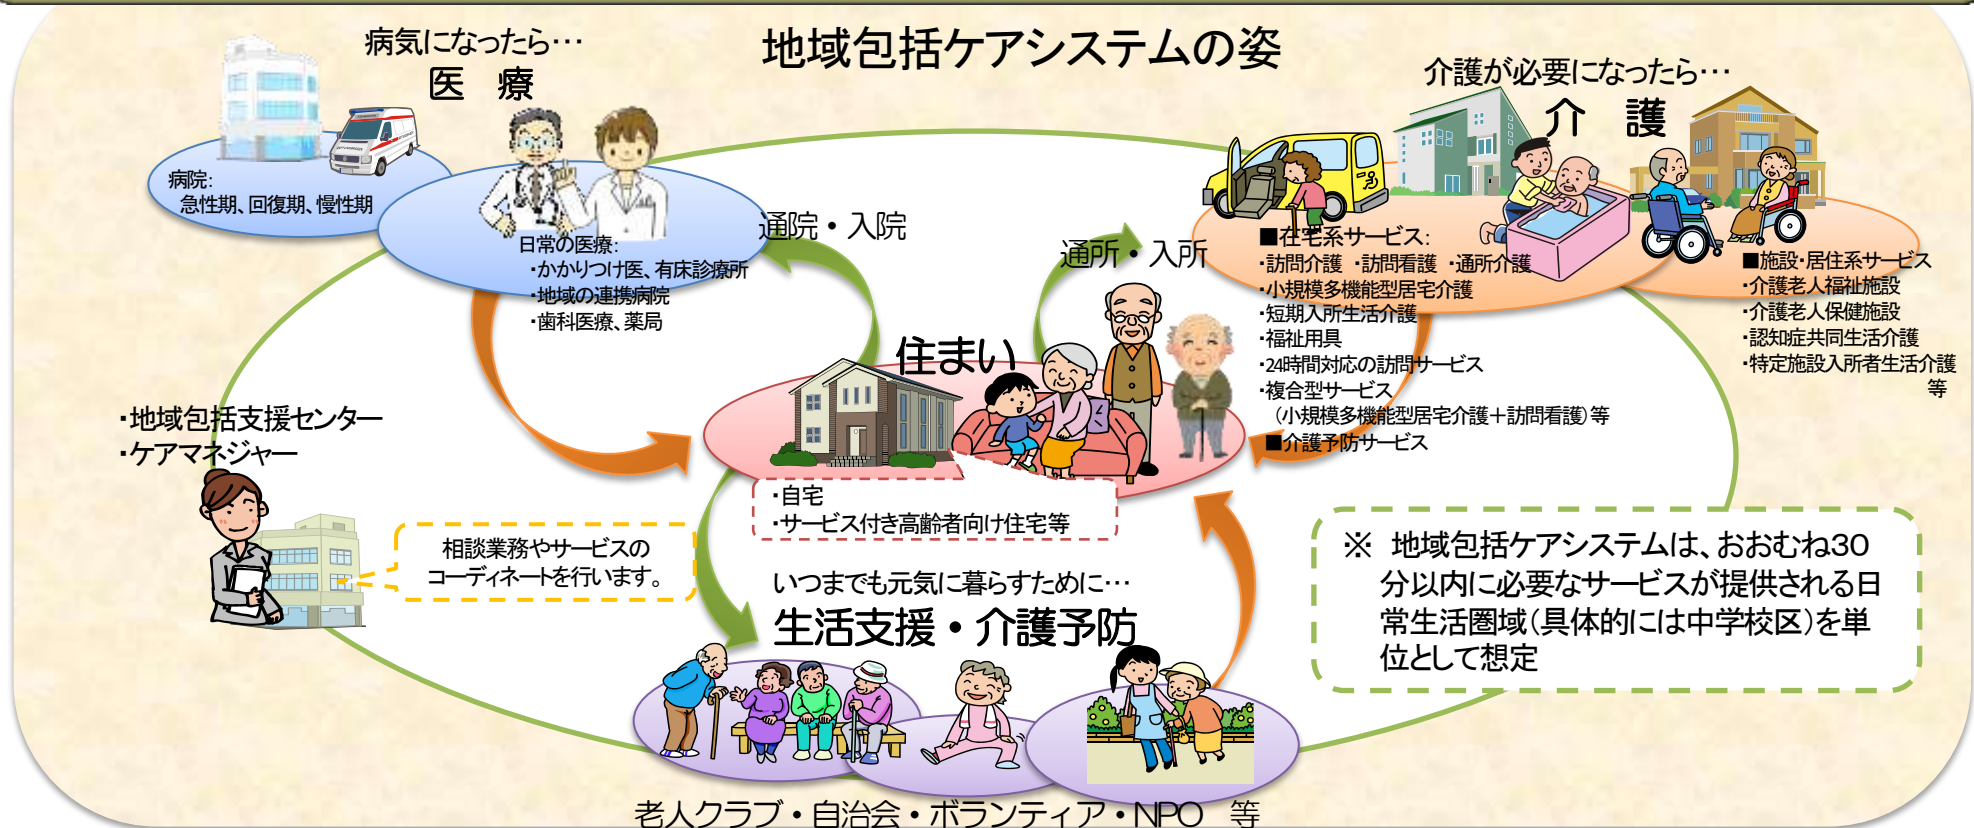 地域包括ケアシステムの姿
病気になったら…
医 療
病院:
急性期、回復期、慢性期
日常の医療:
・かかりつけ医、有床診療所
・地域の連携病院
・歯科医療、薬局
通院・入院
通所・入所
介護が必要になったら…
介 護
■在宅系サービス:
・訪問介護 ・訪問看護 ・通所介護
・小規模多機能型居宅介護
・短期入所生活介護
・福祉用具
・24時間対応の訪問サービス
・複合型サービス
（小規模多機能型居宅介護＋訪問看護）等
■介護予防サービス
■施設・居住系サービス
・介護老人福祉施設
・介護老人保健施設
・認知症共同生活介護
・特定施設入所者生活介護
等
住まい
・自宅
・サービス付き高齢者向け住宅等
・地域包括支援センター
・ケアマネジャー
相談業務やサービスの
コーディネートを行います。
いつまでも元気に暮らすために…
生活支援・介護予防
老人クラブ・自治会・ボランティア・NPO 等
※ 地域包括ケアシステムは、おおむね30
分以内に必要なサービスが提供される日
常生活圏域（具体的には中学校区）を単
位として想定